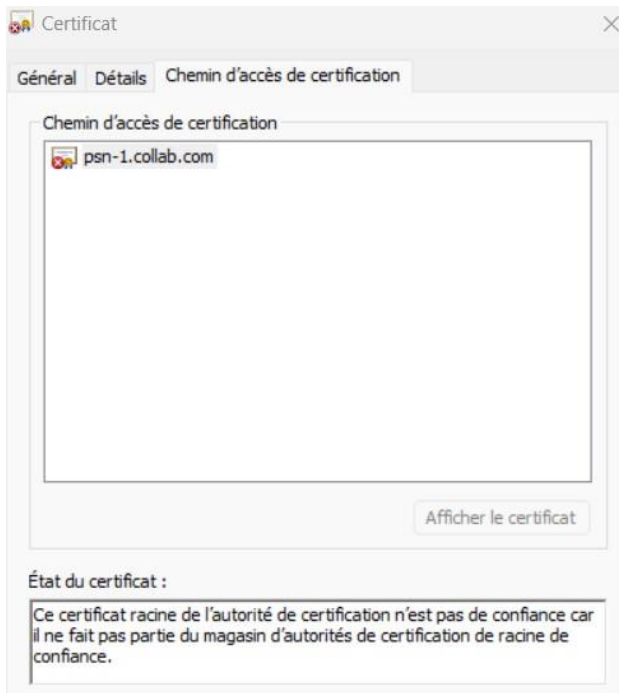 Certificat
Général Détails Chemin d'accès de certification
Chemin d'accès de certification
psn-1.collab.com
Afficher le certificat
État du certificat :
Ce certificat racine de l'autorité de certification n'est pas de confiance car
il ne fait pas partie du magasin d'autorités de certification de racine de
confiance.